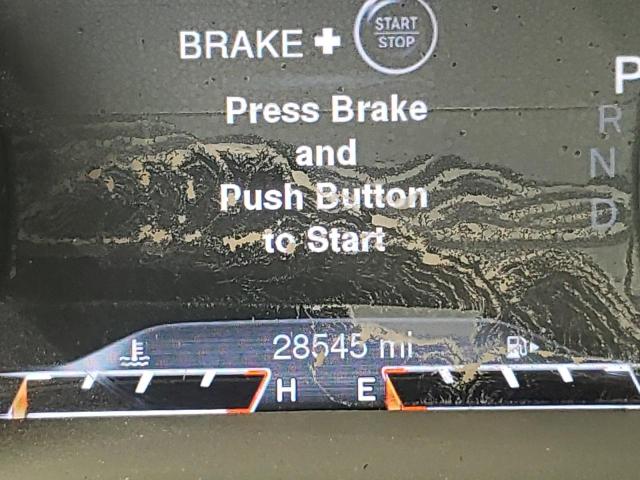 BRAKE + START
STOP
Press Brake
and
Push Button
to Start
P
R
N
D
28545 mi
H E